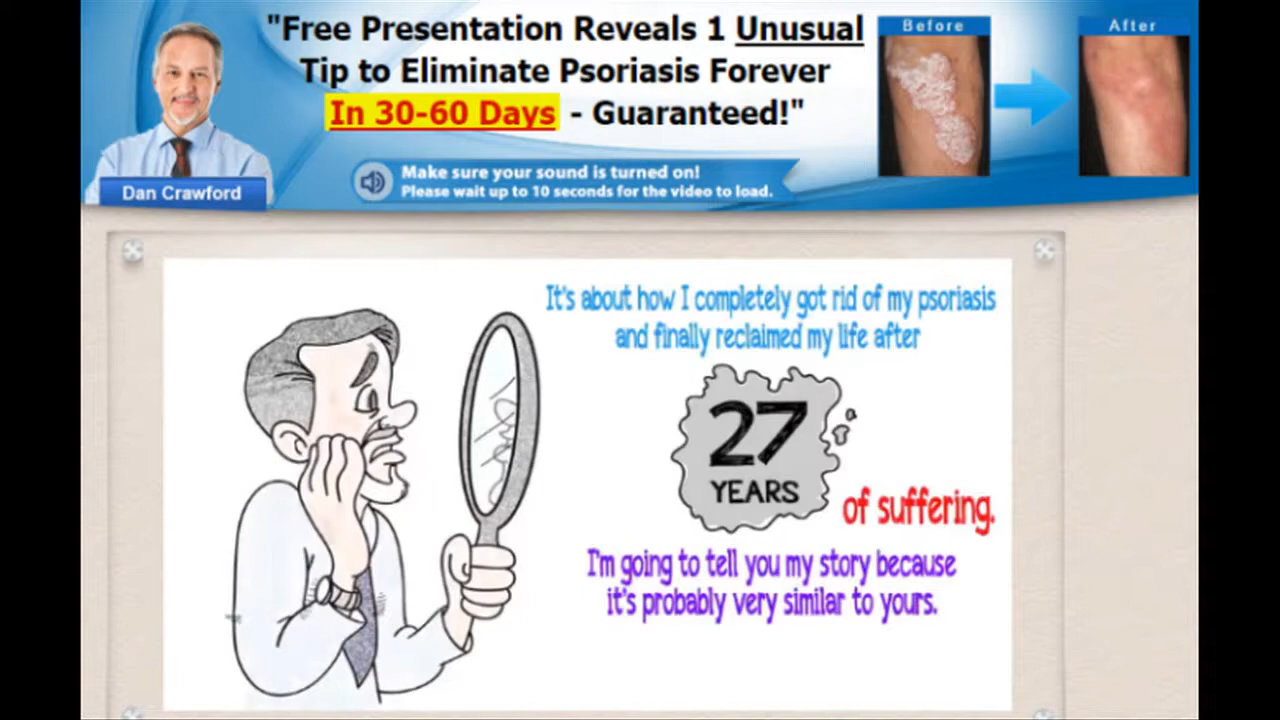 "Free Presentation Reveals 1 Unusual
Tip to Eliminate Psoriasis Forever
In 30-60 Days - Guaranteed!"
Before
After
Make sure your sound is turned on!
Please wait up to 10 seconds for the video to load.
Dan Crawford
It's about how I completely got rid of my psoriasis
and finally reclaimed my life after
27
YEARS
of suffering.
I'm going to tell you my story because
it's probably very similar to yours.